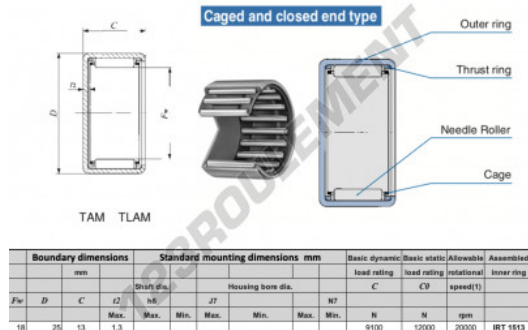 Caged and closed end type
C
Outer ring
Thrust ring
t2
D
Fw
Needle Roller
Cage
TAM TLAM
123ROULEMENT
Boundary dimensions Standard mounting dimensions mm Basic dynamic Basic static Allowable Assembled
mm load rating load rating rotational inner ring
Shaft dia. Housing bore dia. C C0 speed(1)
Fw D C t2 h6 J7 N7
Max. Max. Min. Max. Min. Max. Min. N N rpm
18 25 13 1.3 9100 12000 20000 IRT 1513